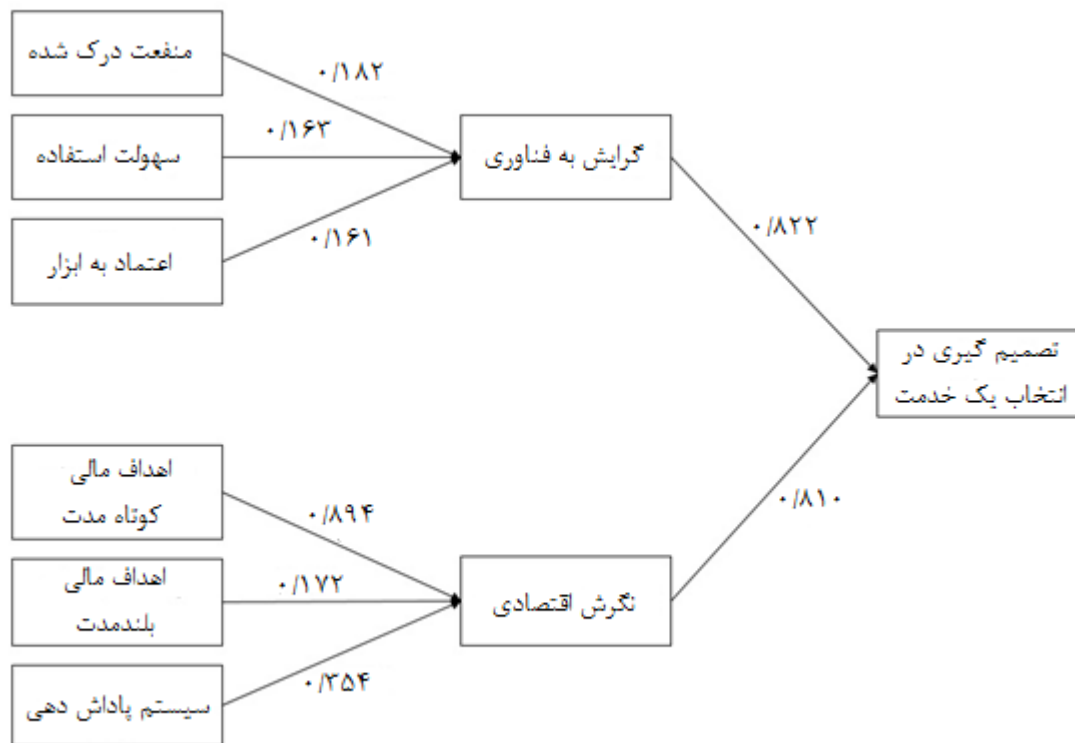 منفعت درک شده
۰/۱۸۲
۰/۱۶۳
سهولت استفاده
گرایش به فناوری
اعتماد به ابزار
۰/۱۶۱
۰/۸۲۲
تصمیم گیری در
انتخاب یک خدمت
اهداف مالی
کوتاه مدت
۰/۸۹۴
۰/۸۱۰
اهداف مالی
بلندمدت
۰/۱۷۲
نگرش اقتصادی
سیستم پاداش دهی
۰/۳۵۴